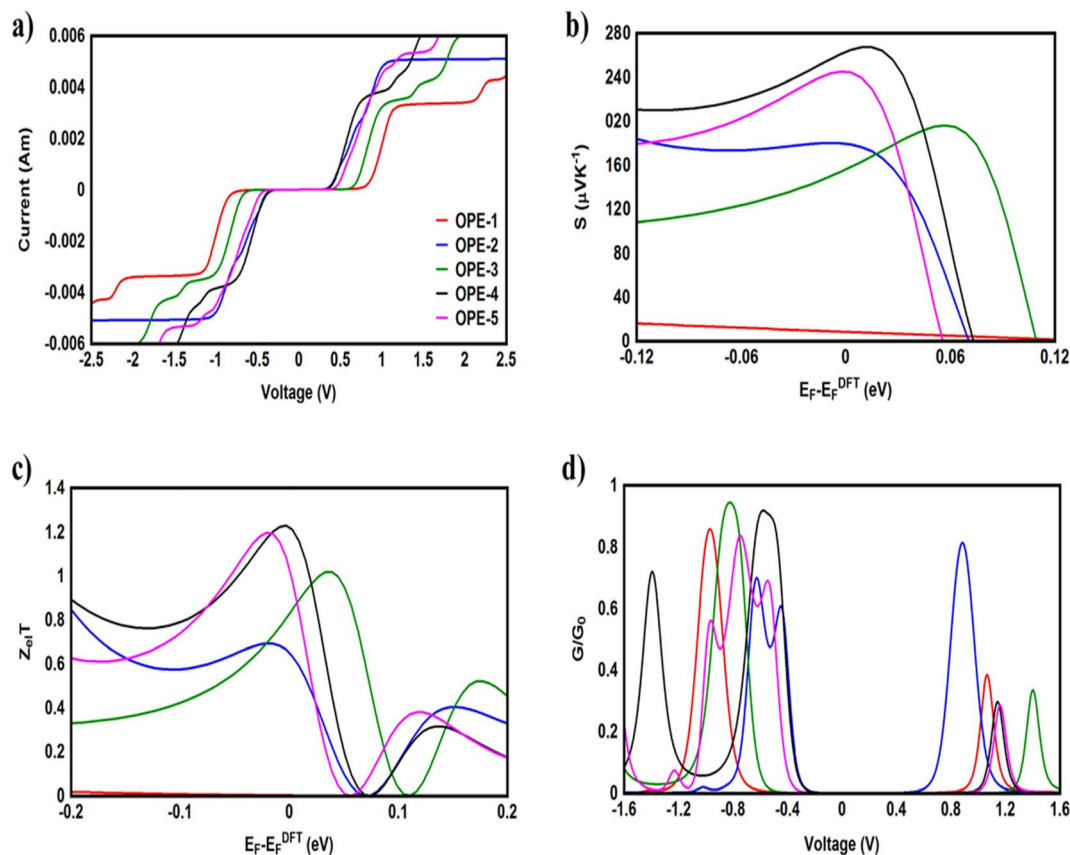 a)
0.006
0.004
0.002
0
-0.002
-0.004
-0.006
Current (Am)
-2.5 -2 -1.5 -1 -0.5 0 0.5 1 1.5 2 2.5
Voltage (V)
OPE-1
OPE-2
OPE-3
OPE-4
OPE-5
b)
280
240
020
160
120
80
40
0
S (μVK⁻¹)
-0.12 -0.06 0 0.06 0.12
E_F-E_F^DFT (eV)
c)
1.4
1.2
1
0.8
0.6
0.4
0.2
0
Z_elT
-0.2 -0.1 0 0.1 0.2
E_F-E_F^DFT (eV)
d)
1
0.8
0.6
0.4
0.2
0
G/G₀
-1.6 -1.2 -0.8 -0.4 0 0.4 0.8 1.2 1.6
Voltage (V)